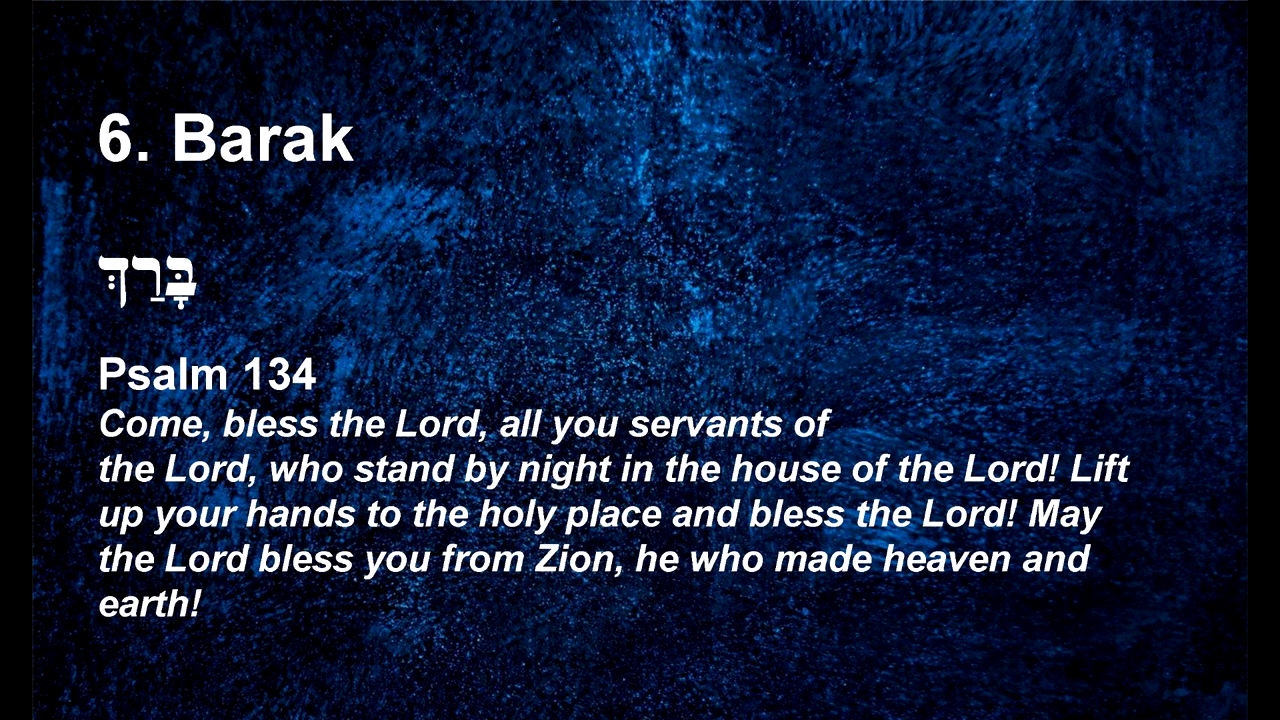 6. Barak
בָּרַךְ
Psalm 134
Come, bless the Lord, all you servants of
the Lord, who stand by night in the house of the Lord! Lift
up your hands to the holy place and bless the Lord! May
the Lord bless you from Zion, he who made heaven and
earth!